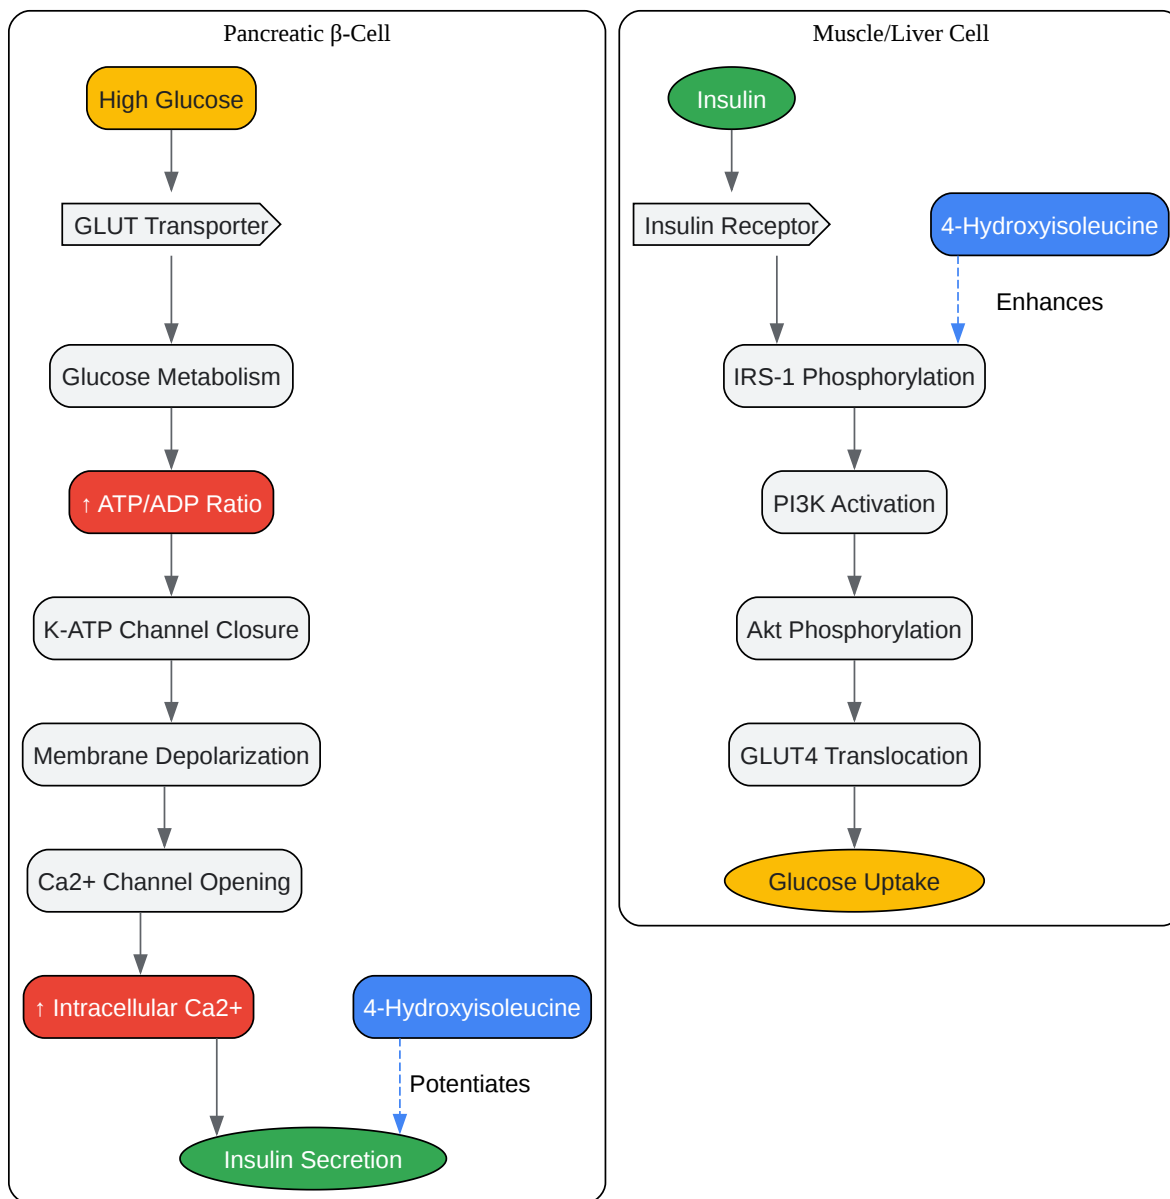 Pancreatic β-Cell
High Glucose
GLUT Transporter
Glucose Metabolism
↑ ATP/ADP Ratio
K-ATP Channel Closure
Membrane Depolarization
Ca2+ Channel Opening
↑ Intracellular Ca2+
4-Hydroxyisoleucine
Potentiates
Insulin Secretion
Muscle/Liver Cell
Insulin
Insulin Receptor
4-Hydroxyisoleucine
Enhances
IRS-1 Phosphorylation
PI3K Activation
Akt Phosphorylation
GLUT4 Translocation
Glucose Uptake